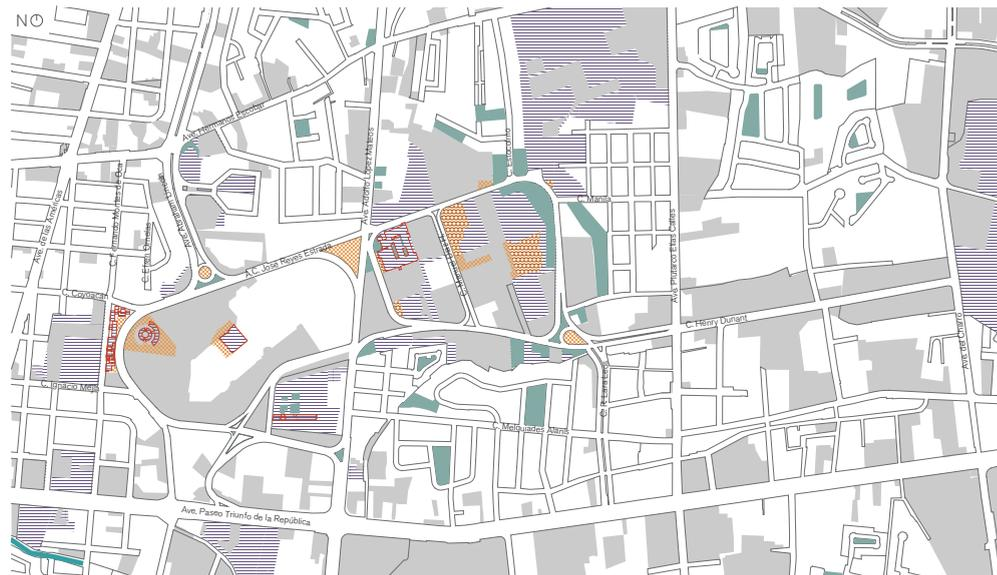 N
Ave. Hermanos Escobar
Ave. Adolfo López Mateos
C. Estocolmo
C. Fernando Montes de Oca
Ave. Abraham Lincoln
C. Manila
Ave. de las Américas
C. Efrén Ornelas
Ave. Plutarco Elías Calles
A.C. José Reyes Estrada
C. Coyoacán
C. Henry Dunant
Ave. del Charro
C. Ignacio Mejía
C. R. Lara Leo
C. Melquiades Alanís
Ave. Paseo Triunfo de la República